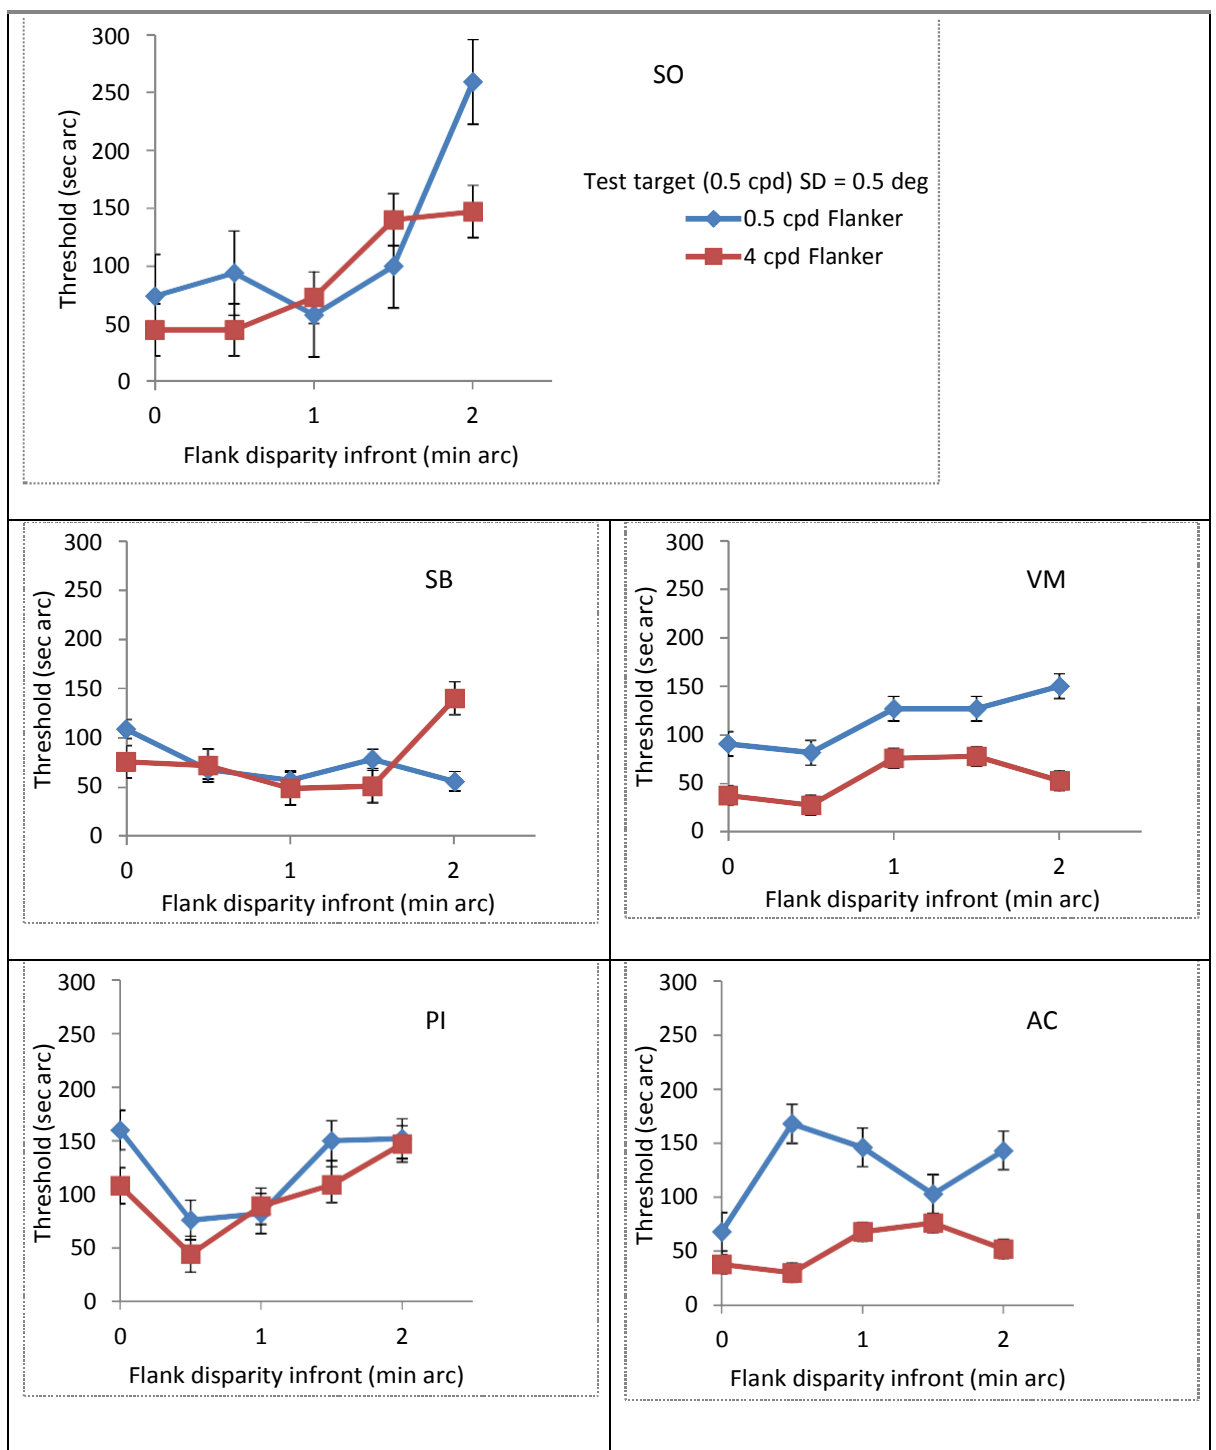 300
SO
250
200
Test target (0.5 cpd) SD = 0.5 deg
150
0.5 cpd Flanker
100
4 cpd Flanker
50
0
Threshold (sec arc)
0 1 2
Flank disparity infront (min arc)
300
SB
250
200
150
100
50
0
Threshold (sec arc)
0 1 2
Flank disparity infront (min arc)
300
VM
250
200
150
100
50
0
Threshold (sec arc)
0 1 2
Flank disparity infront (min arc)
300
PI
250
200
150
100
50
0
Threshold (sec arc)
0 1 2
Flank disparity infront (min arc)
300
AC
250
200
150
100
50
0
Threshold (sec arc)
0 1 2
Flank disparity infront (min arc)